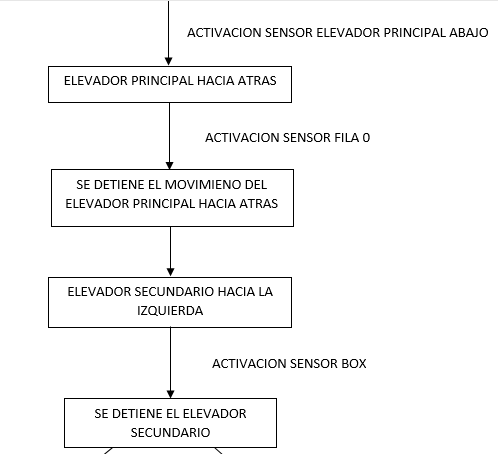 ACTIVACION SENSOR ELEVADOR PRINCIPAL ABAJO
ELEVADOR PRINCIPAL HACIA ATRAS
ACTIVACION SENSOR FILA 0
SE DETIENE EL MOVIMIENO DEL
ELEVADOR PRINCIPAL HACIA ATRAS
ELEVADOR SECUNDARIO HACIA LA
IZQUIERDA
ACTIVACION SENSOR BOX
SE DETIENE EL ELEVADOR
SECUNDARIO